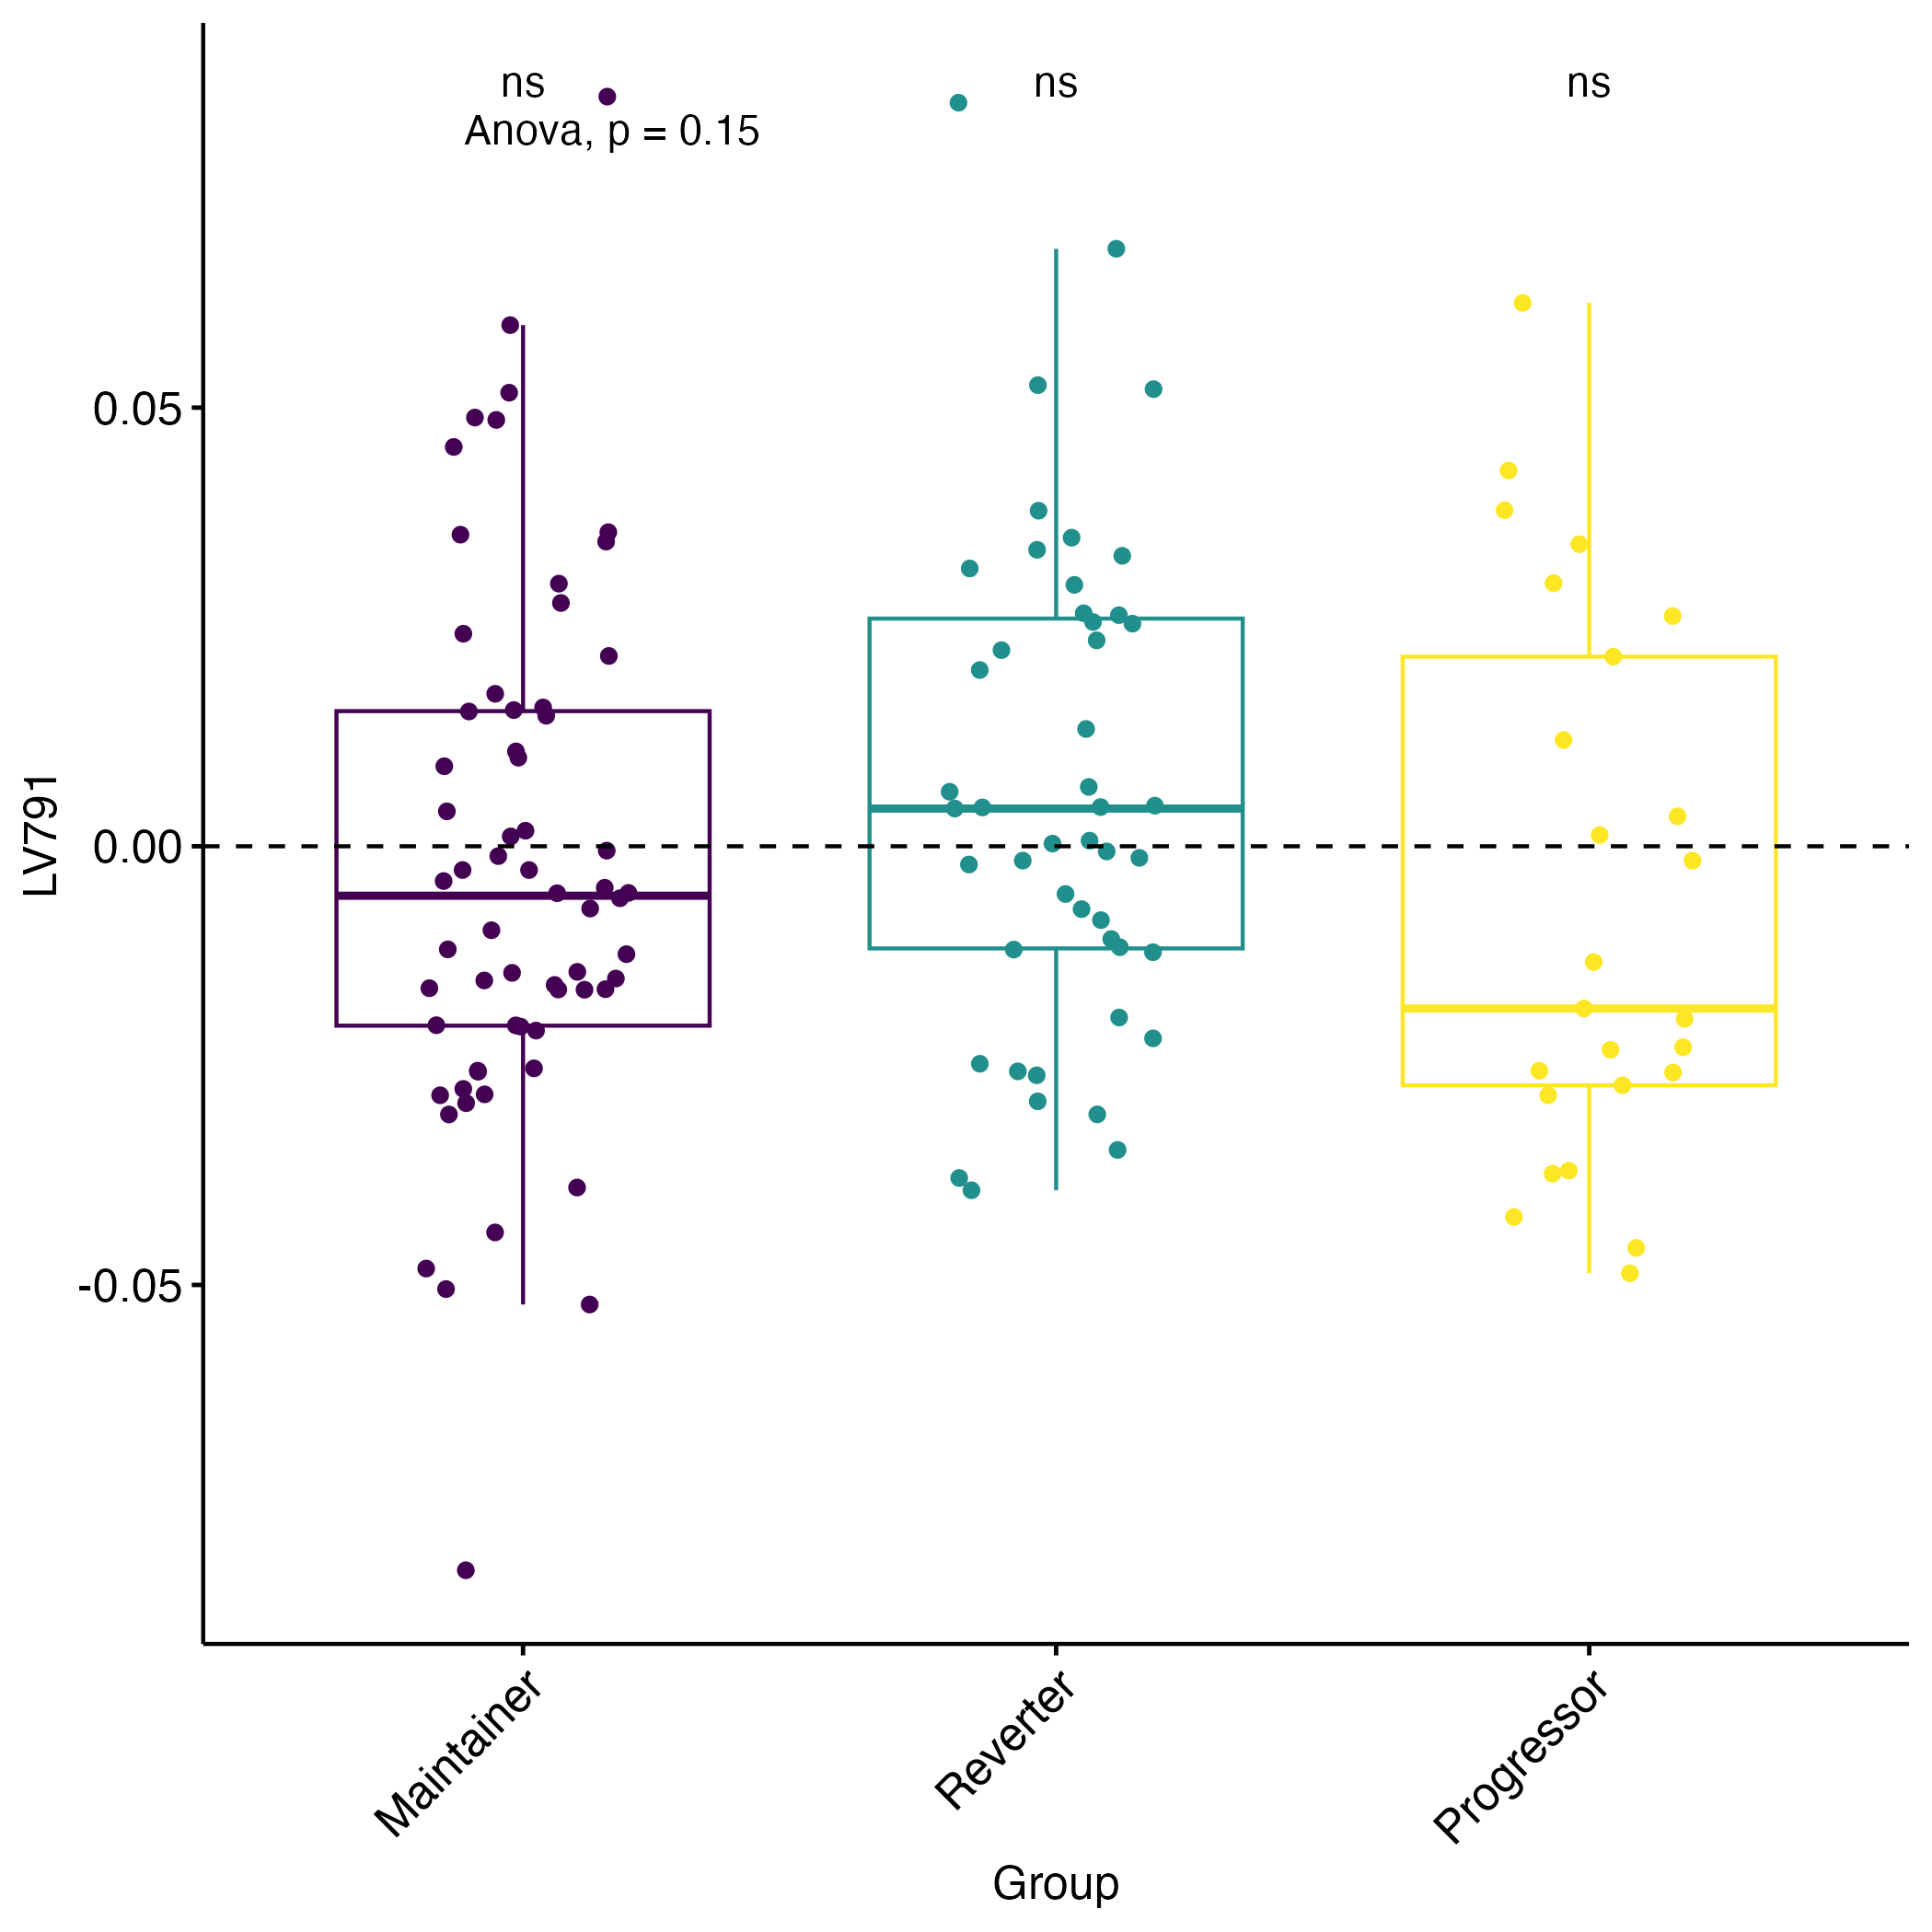 ns
ns
ns
Anova, p = 0.15
0.05
0.00
-0.05
LV791
Maintainer
Reverter
Progressor
Group